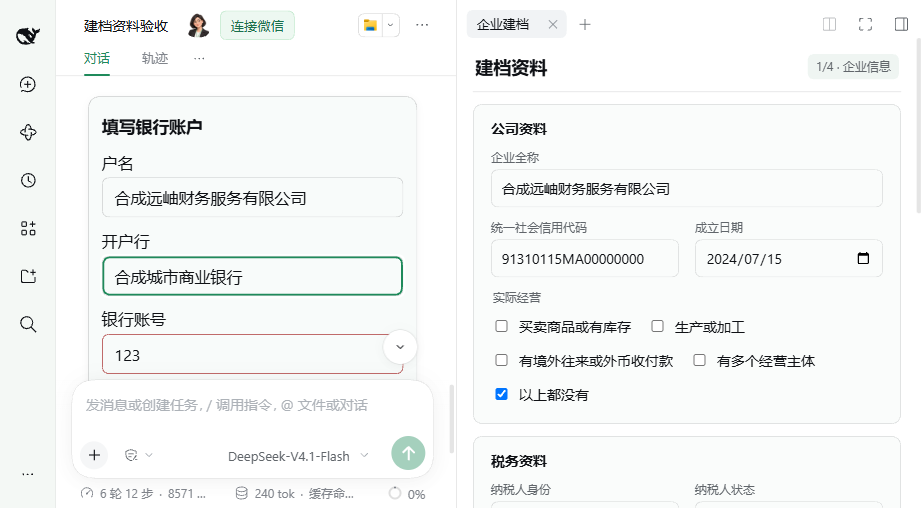 建档资料验收
连接微信
对话
轨迹
填写银行账户
户名
合成远岫财务服务有限公司
开户行
合成城市商业银行
银行账号
123
发消息或创建任务, / 调用指令, @ 文件或对话
DeepSeek-V4.1-Flash
6 轮 12 步 · 8571 ...
240 tok · 缓存命...
0%
企业建档
建档资料
1/4 · 企业信息
公司资料
企业全称
合成远岫财务服务有限公司
统一社会信用代码
成立日期
91310115MA00000000
2024/07/15
实际经营
买卖商品或有库存
生产或加工
有境外往来或外币收付款
有多个经营主体
以上都没有
税务资料
纳税人身份
纳税人状态